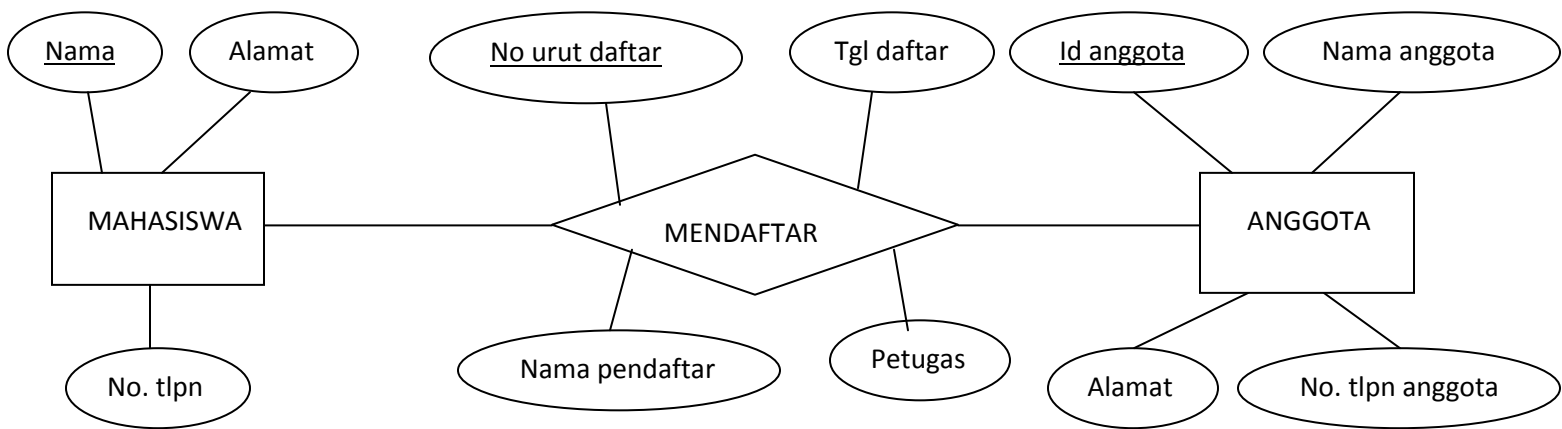 Nama
Alamat
No urut daftar
Tgl daftar
Id anggota
Nama anggota
MAHASISWA
MENDAFTAR
ANGGOTA
No. tlpn
Nama pendaftar
Petugas
Alamat
No. tlpn anggota